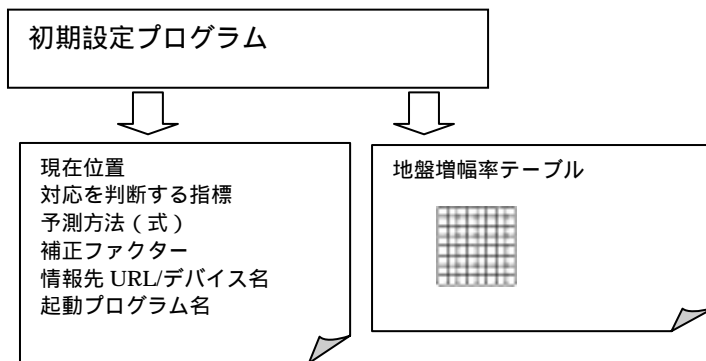 初期設定プログラム
現在位置
対応を判断する指標
予測方法（式）
補正ファクター
情報先 URL/デバイス名
起動プログラム名
地盤増幅率テーブル